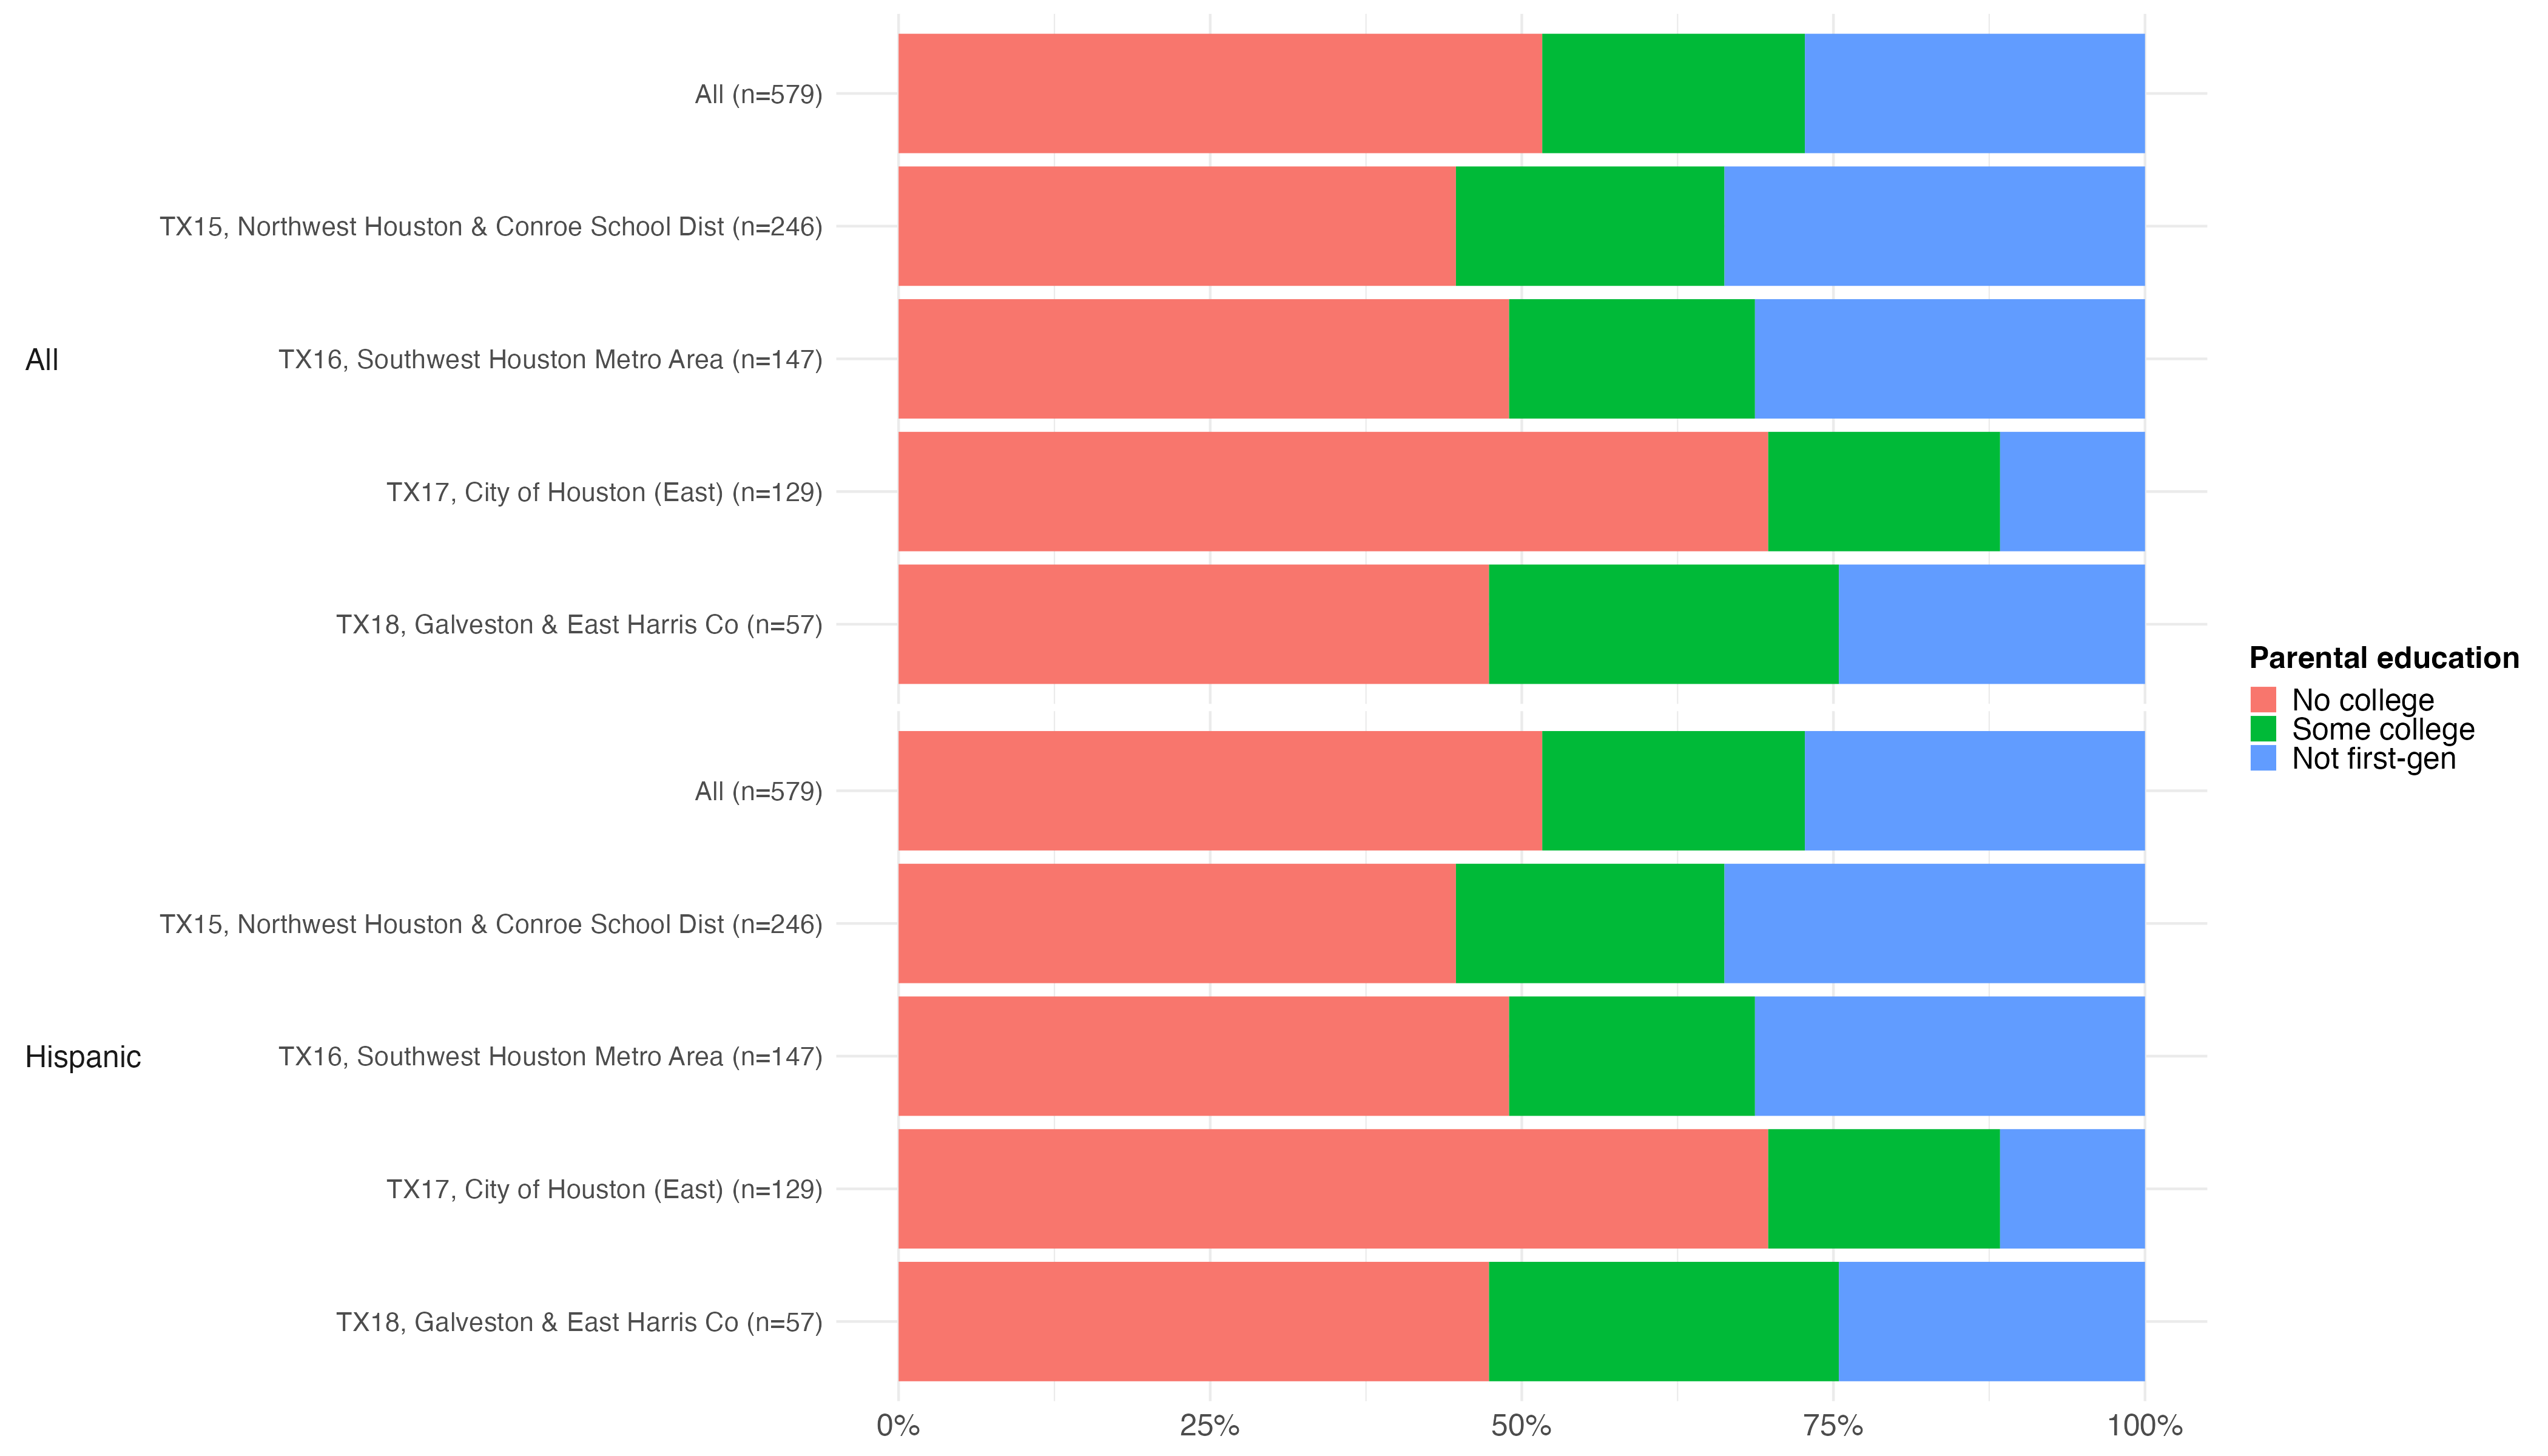 All
All (n=579)
TX15, Northwest Houston & Conroe School Dist (n=246)
TX16, Southwest Houston Metro Area (n=147)
TX17, City of Houston (East) (n=129)
TX18, Galveston & East Harris Co (n=57)
Hispanic
All (n=579)
TX15, Northwest Houston & Conroe School Dist (n=246)
TX16, Southwest Houston Metro Area (n=147)
TX17, City of Houston (East) (n=129)
TX18, Galveston & East Harris Co (n=57)
0% 25% 50% 75% 100%
Parental education
No college
Some college
Not first-gen